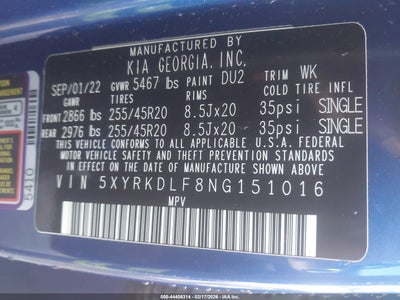 MANUFACTURED BY
KIA GEORGIA, INC.
SEP/01/22 GVWR 5467 lbs PAINT DU2 TRIM WK
GAWR TIRES RIMS COLD TIRE INFL
FRONT 2866 lbs 255/45R20 8.5Jx20 35psi SINGLE
REAR 2976 lbs 255/45R20 8.5Jx20 35psi SINGLE
THIS VEHICLE CONFORMS TO ALL APPLICABLE U.S.A. FEDERAL
MOTOR VEHICLE SAFETY AND THEFT PREVENTION STANDARDS
IN EFFECT ON THE DATE OF MANUFACTURE SHOWN ABOVE.
VIN 5XYRKDLF8NG151016
MPV
5410
000-44408314 - 02/17/2026 - IAA Inc.